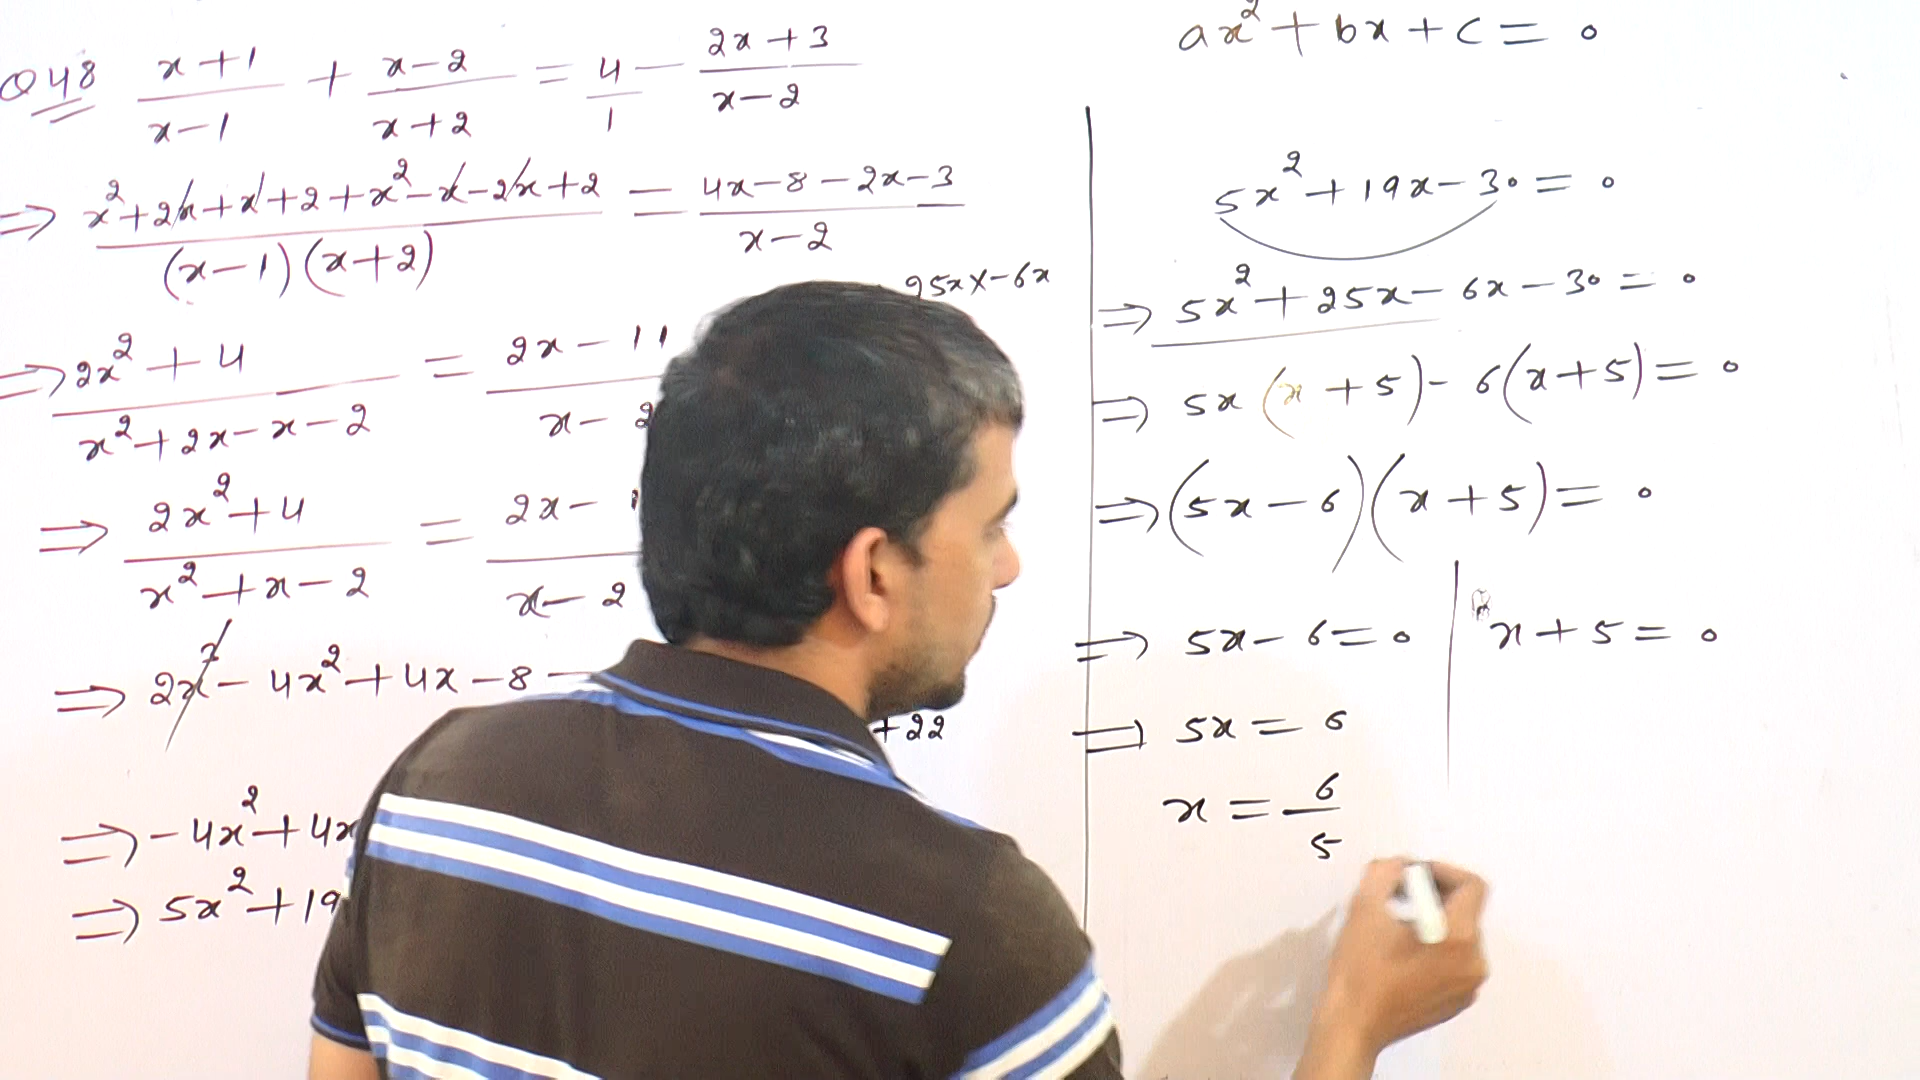 Q48 x+1/x-1 + x-2/x+2 = 4/1 - 2x+3/x-2
⇒ x²+2x+x+2+x²-x-2x+2/(x-1)(x+2) = 4x-8-2x-3/x-2
⇒ 2x²+4/x²+2x-x-2 = 2x-11/x-2
⇒ 2x²+4/x²+x-2 = 2x-/x-2
⇒ 2x²-4x²+4x-8-
+22
⇒ -4x²+4x
⇒ 5x²+19
ax²+bx+c=0
5x²+19x-30=0
25x×-6x
⇒ 5x²+25x-6x-30=0
⇒ 5x(x+5)-6(x+5)=0
⇒ (5x-6)(x+5)=0
⇒ 5x-6=0 | x+5=0
⇒ 5x=6
x=6/5